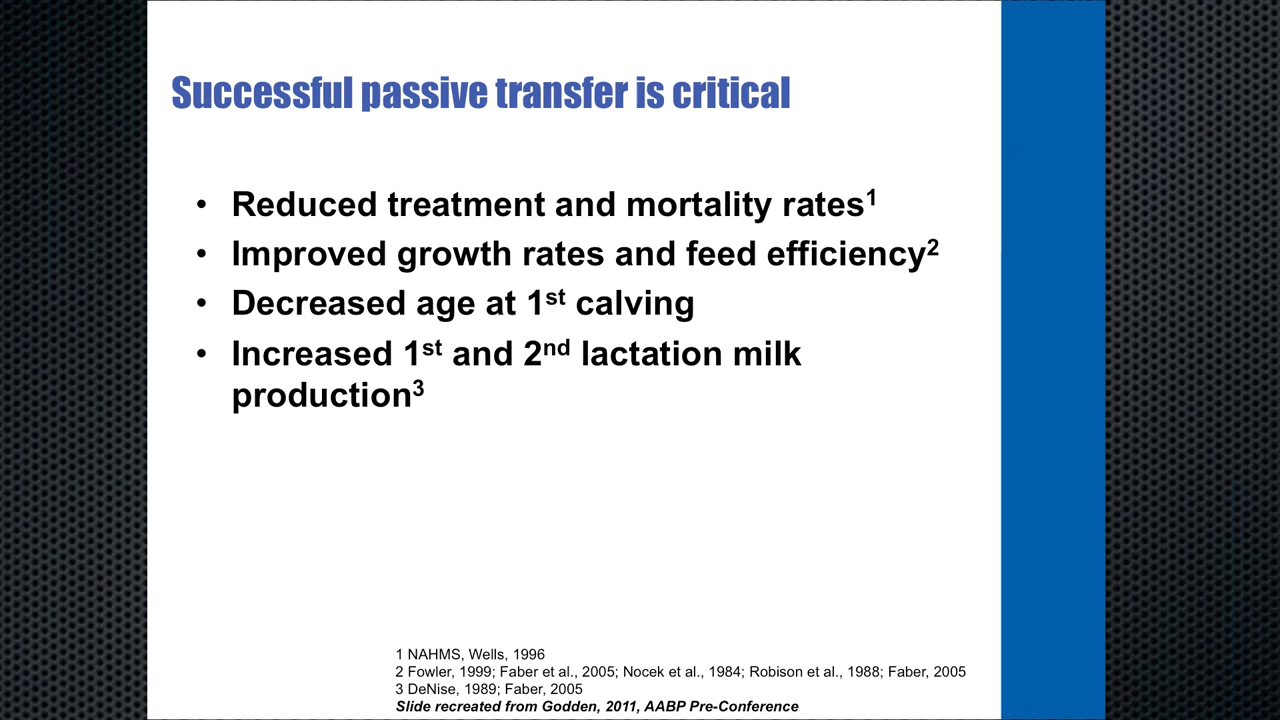 Successful passive transfer is critical
• Reduced treatment and mortality rates¹
• Improved growth rates and feed efficiency²
• Decreased age at 1ˢᵗ calving
• Increased 1ˢᵗ and 2ⁿᵈ lactation milk
production³
1 NAHMS, Wells, 1996
2 Fowler, 1999; Faber et al., 2005; Nocek et al., 1984; Robison et al., 1988; Faber, 2005
3 DeNise, 1989; Faber, 2005
Slide recreated from Godden, 2011, AABP Pre-Conference